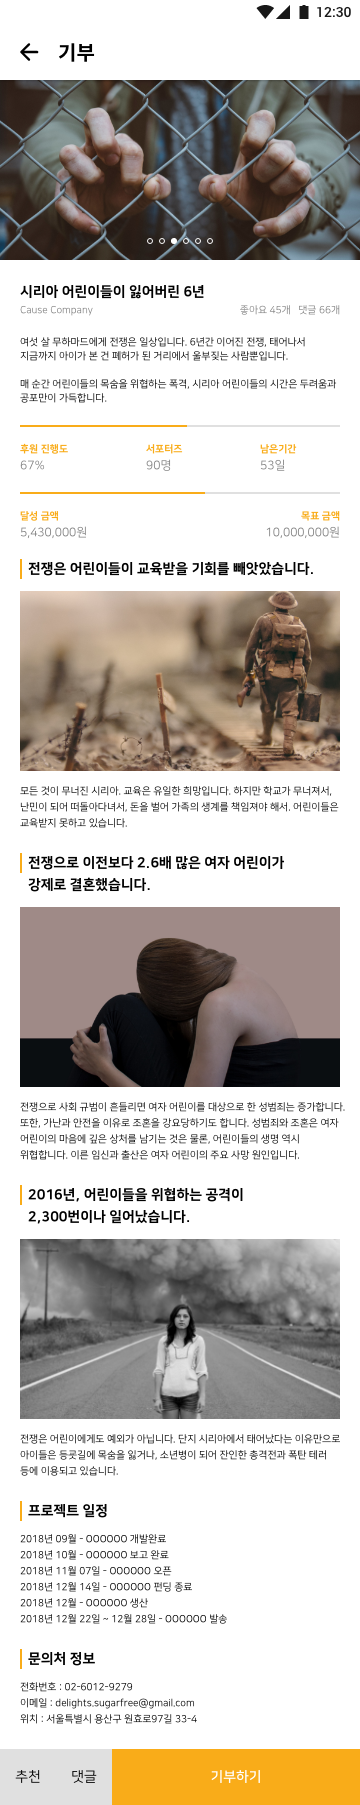 12:30
기부
시리아 어린이들이 잃어버린 6년
Cause Company
좋아요 45개 댓글 66개
여섯 살 무하마드에게 전쟁은 일상입니다. 6년간 이어진 전쟁, 태어나서
지금까지 아이가 본 건 폐허가 된 거리에서 울부짖는 사람뿐입니다.
매 순간 어린이들의 목숨을 위협하는 폭격, 시리아 어린이들의 시간은 두려움과
공포만이 가득합니다.
후원 진행도 서포터즈 남은기간
67% 90명 53일
달성 금액 목표 금액
5,430,000원 10,000,000원
전쟁은 어린이들이 교육받을 기회를 빼앗았습니다.
모든 것이 무너진 시리아. 교육은 유일한 희망입니다. 하지만 학교가 무너져서,
난민이 되어 떠돌아다녀서, 돈을 벌어 가족의 생계를 책임져야 해서. 어린이들은
교육받지 못하고 있습니다.
전쟁으로 이전보다 2.6배 많은 여자 어린이가
강제로 결혼했습니다.
전쟁으로 사회 규범이 흔들리면 여자 어린이를 대상으로 한 성범죄는 증가합니다.
또한, 가난과 안전을 이유로 조혼을 강요당하기도 합니다. 성범죄와 조혼은 여자
어린이의 마음에 깊은 상처를 남기는 것은 물론, 어린이들의 생명 역시
위협합니다. 이른 임신과 출산은 여자 어린이의 주요 사망 원인입니다.
2016년, 어린이들을 위협하는 공격이
2,300번이나 일어났습니다.
전쟁은 어린이에게도 예외가 아닙니다. 단지 시리아에서 태어났다는 이유만으로
아이들은 등굣길에 목숨을 잃거나, 소년병이 되어 잔인한 총격전과 폭탄 테러
등에 이용되고 있습니다.
프로젝트 일정
2018년 09월 - OOOOOO 개발완료
2018년 10월 - OOOOOO 보고 완료
2018년 11월 07일 - OOOOOO 오픈
2018년 12월 14일 - OOOOOO 펀딩 종료
2018년 12월 - OOOOOO 생산
2018년 12월 22일 ~ 12월 28일 - OOOOOO 발송
문의처 정보
전화번호 : 02-6012-9279
이메일 : delights.sugarfree@gmail.com
위치 : 서울특별시 용산구 원효로97길 33-4
추천 댓글 기부하기